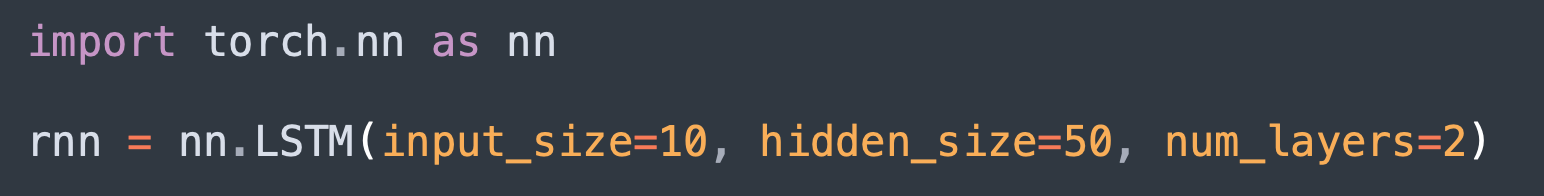 import torch.nn as nn
rnn = nn.LSTM(input_size=10, hidden_size=50, num_layers=2)